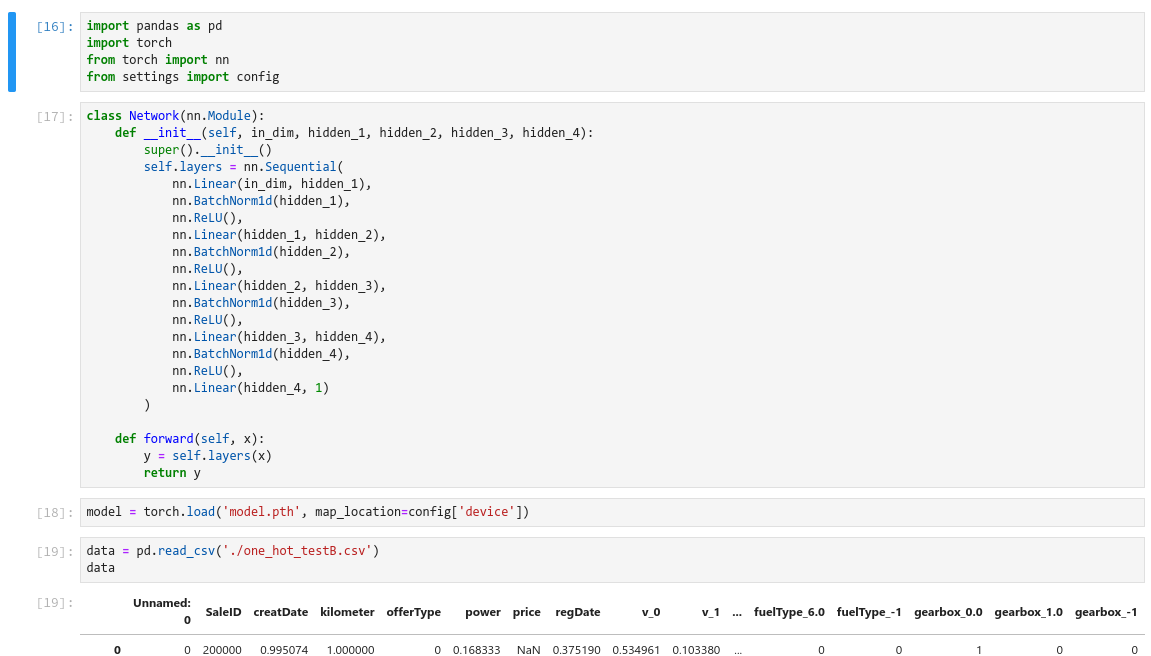 [16]: import pandas as pd
import torch
from torch import nn
from settings import config
[17]: class Network(nn.Module):
    def __init__(self, in_dim, hidden_1, hidden_2, hidden_3, hidden_4):
        super().__init__()
        self.layers = nn.Sequential(
            nn.Linear(in_dim, hidden_1),
            nn.BatchNorm1d(hidden_1),
            nn.ReLU(),
            nn.Linear(hidden_1, hidden_2),
            nn.BatchNorm1d(hidden_2),
            nn.ReLU(),
            nn.Linear(hidden_2, hidden_3),
            nn.BatchNorm1d(hidden_3),
            nn.ReLU(),
            nn.Linear(hidden_3, hidden_4),
            nn.BatchNorm1d(hidden_4),
            nn.ReLU(),
            nn.Linear(hidden_4, 1)
        )
    def forward(self, x):
        y = self.layers(x)
        return y
[18]: model = torch.load('model.pth', map_location=config['device'])
[19]: data = pd.read_csv('./one_hot_testB.csv')
data
[19]: Unnamed: 0 SaleID creatDate kilometer offerType power price regDate v_0 v_1 ... fuelType_6.0 fuelType_-1 gearbox_0.0 gearbox_1.0 gearbox_-1
0 0 200000 0.995074 1.000000 0 0.168333 NaN 0.375190 0.534961 0.103380 ... 0 0 1 0 0